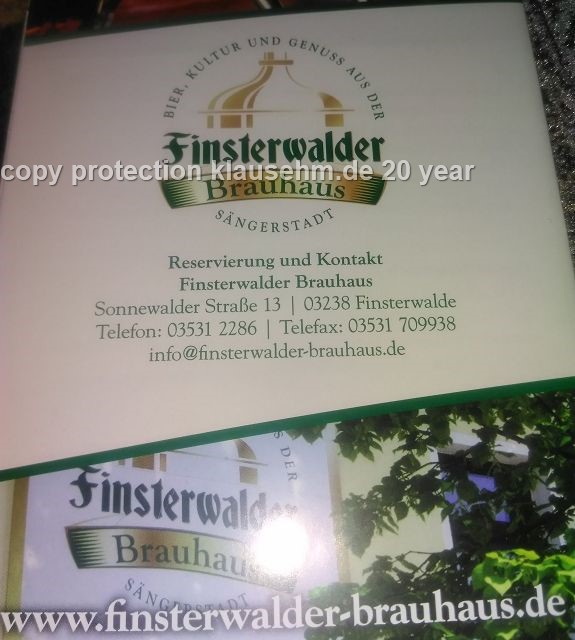 BIER, KULTUR UND GENUSS AUS DER
Finsterwalder
copy protection klausehm.de 20 year
Brauhaus
SÄNGERSTADT
Reservierung und Kontakt
Finsterwalder Brauhaus
Sonnewalder Straße 13 | 03238 Finsterwalde
Telefon: 03531 2286 | Telefax: 03531 709938
info@finsterwalder-brauhaus.de
S DER
Finsterwalder
Brauhaus
SÄNGERSTADT
www.finsterwalder-brauhaus.de